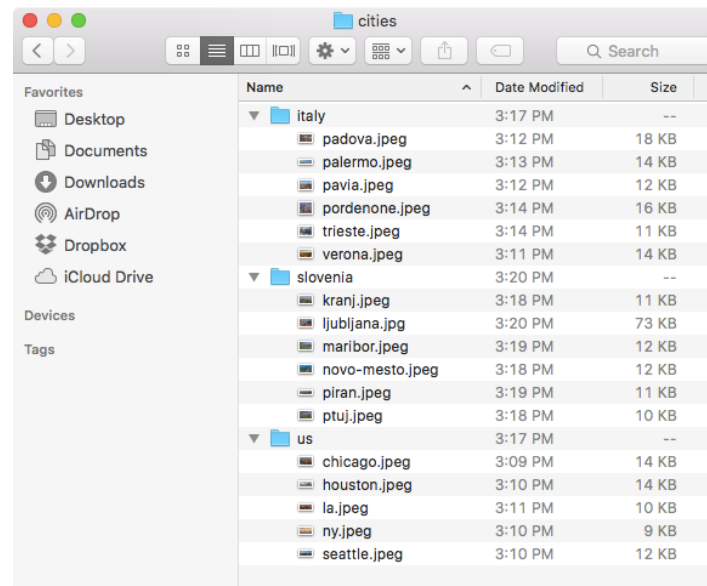 cities
Search
Favorites
Desktop
Documents
Downloads
AirDrop
Dropbox
iCloud Drive
Devices
Tags
Name Date Modified Size
italy 3:17 PM --
padova.jpeg 3:12 PM 18 KB
palermo.jpeg 3:13 PM 14 KB
pavia.jpeg 3:12 PM 12 KB
pordenone.jpeg 3:14 PM 16 KB
trieste.jpeg 3:14 PM 11 KB
verona.jpeg 3:11 PM 14 KB
slovenia 3:20 PM --
kranj.jpeg 3:18 PM 11 KB
ljubljana.jpg 3:20 PM 73 KB
maribor.jpeg 3:19 PM 12 KB
novo-mesto.jpeg 3:18 PM 12 KB
piran.jpeg 3:19 PM 11 KB
ptuj.jpeg 3:18 PM 10 KB
us 3:17 PM --
chicago.jpeg 3:09 PM 14 KB
houston.jpeg 3:10 PM 14 KB
la.jpeg 3:11 PM 10 KB
ny.jpeg 3:10 PM 9 KB
seattle.jpeg 3:10 PM 12 KB